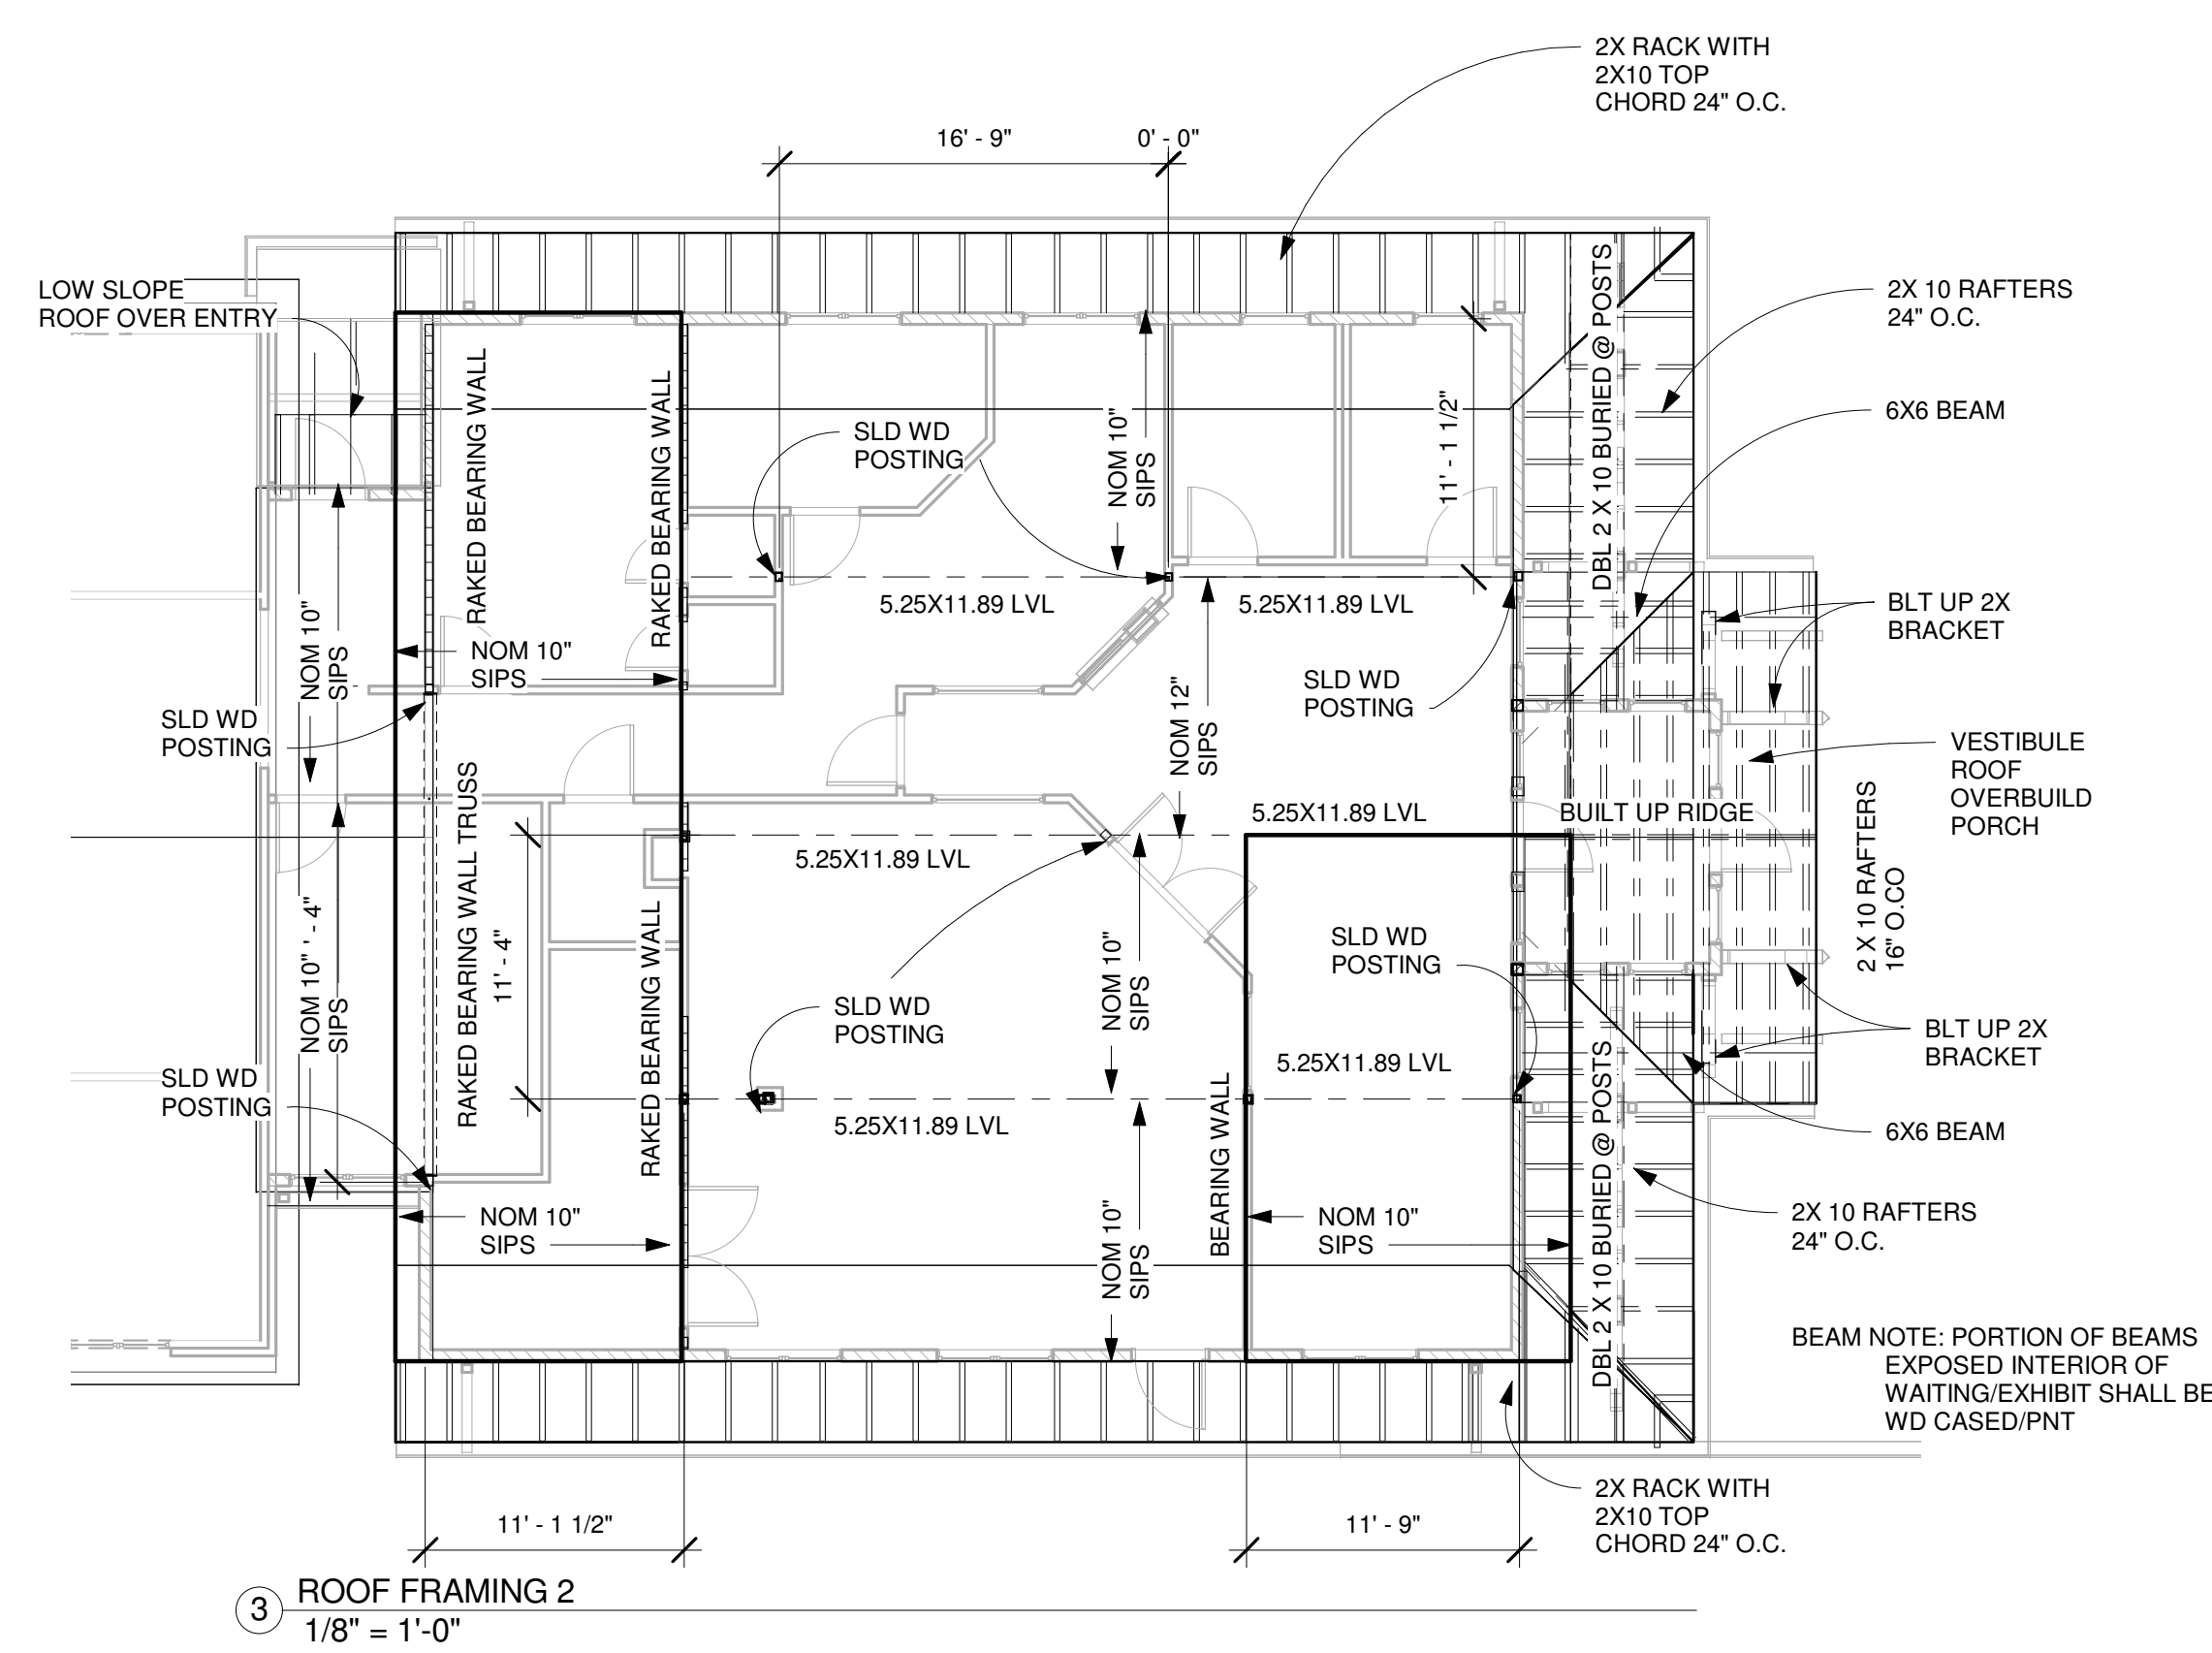 2X RACK WITH
2X10 TOP
CHORD 24" O.C.
16' - 9"
0' - 0"
LOW SLOPE
ROOF OVER ENTRY
2X 10 RAFTERS
24" O.C.
6X6 BEAM
RAKED BEARING WALL
RAKED BEARING WALL
SLD WD
POSTING
NOM 10"
SIPS
11' - 1 1/2"
DBL 2 X 10 BURIED @ POSTS
5.25X11.89 LVL
5.25X11.89 LVL
BLT UP 2X
BRACKET
NOM 10"
SIPS
NOM 10"
SIPS
SLD WD
POSTING
NOM 12"
SIPS
SLD WD
POSTING
VESTIBULE
ROOF
OVERBUILD
PORCH
5.25X11.89 LVL
BUILT UP RIDGE
2 X 10 RAFTERS
16" O.CO
RAKED BEARING WALL TRUSS
5.25X11.89 LVL
11' - 4"
NOM 10" ' - 4"
SIPS
RAKED BEARING WALL
SLD WD
POSTING
NOM 10"
SIPS
SLD WD
POSTING
5.25X11.89 LVL
BLT UP 2X
BRACKET
SLD WD
POSTING
5.25X11.89 LVL
BEARING WALL
DBL 2 X 10 BURIED @ POSTS
6X6 BEAM
NOM 10"
SIPS
NOM 10"
SIPS
NOM 10"
SIPS
2X 10 RAFTERS
24" O.C.
BEAM NOTE: PORTION OF BEAMS
EXPOSED INTERIOR OF
WAITING/EXHIBIT SHALL BE
WD CASED/PNT
2X RACK WITH
2X10 TOP
CHORD 24" O.C.
11' - 1 1/2"
11' - 9"
3
ROOF FRAMING 2
1/8" = 1'-0"